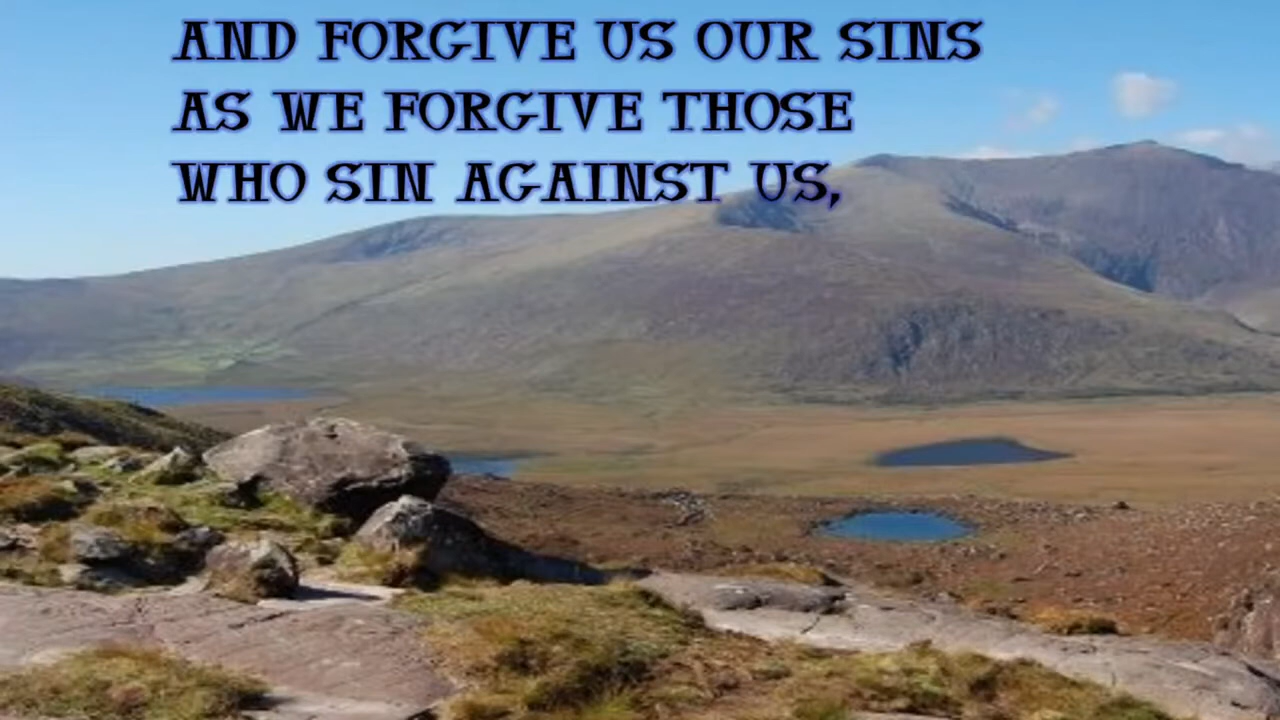 AND FORGIVE US OUR SINS
AS WE FORGIVE THOSE
WHO SIN AGAINST US,